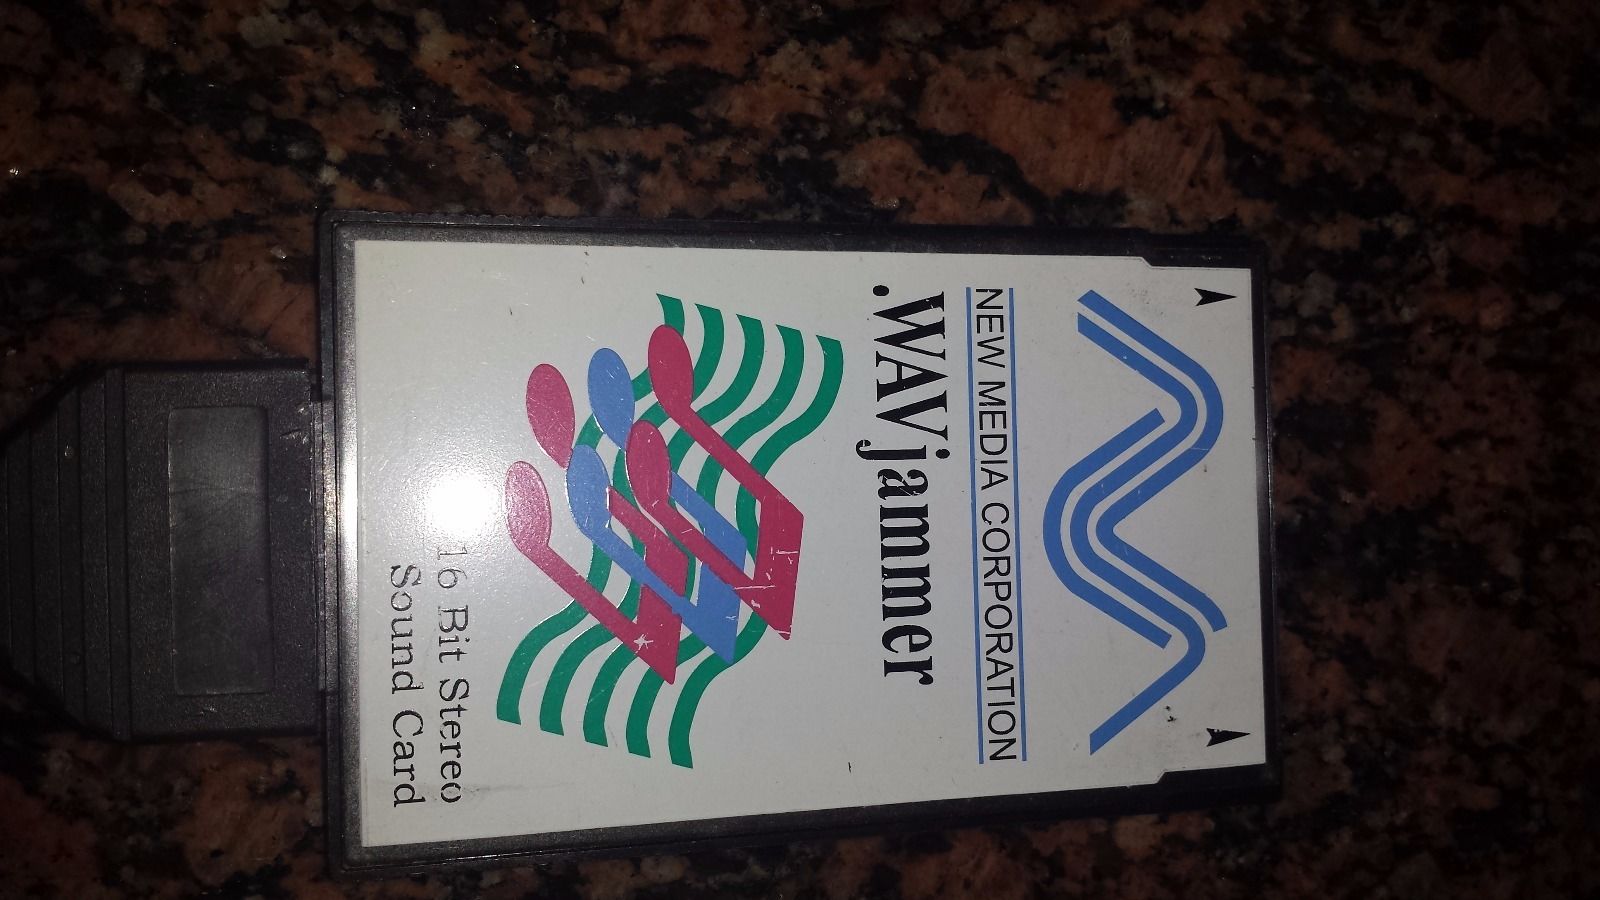 NEW MEDIA CORPORATION
.WAVjammer
16 Bit Stereo
Sound Card